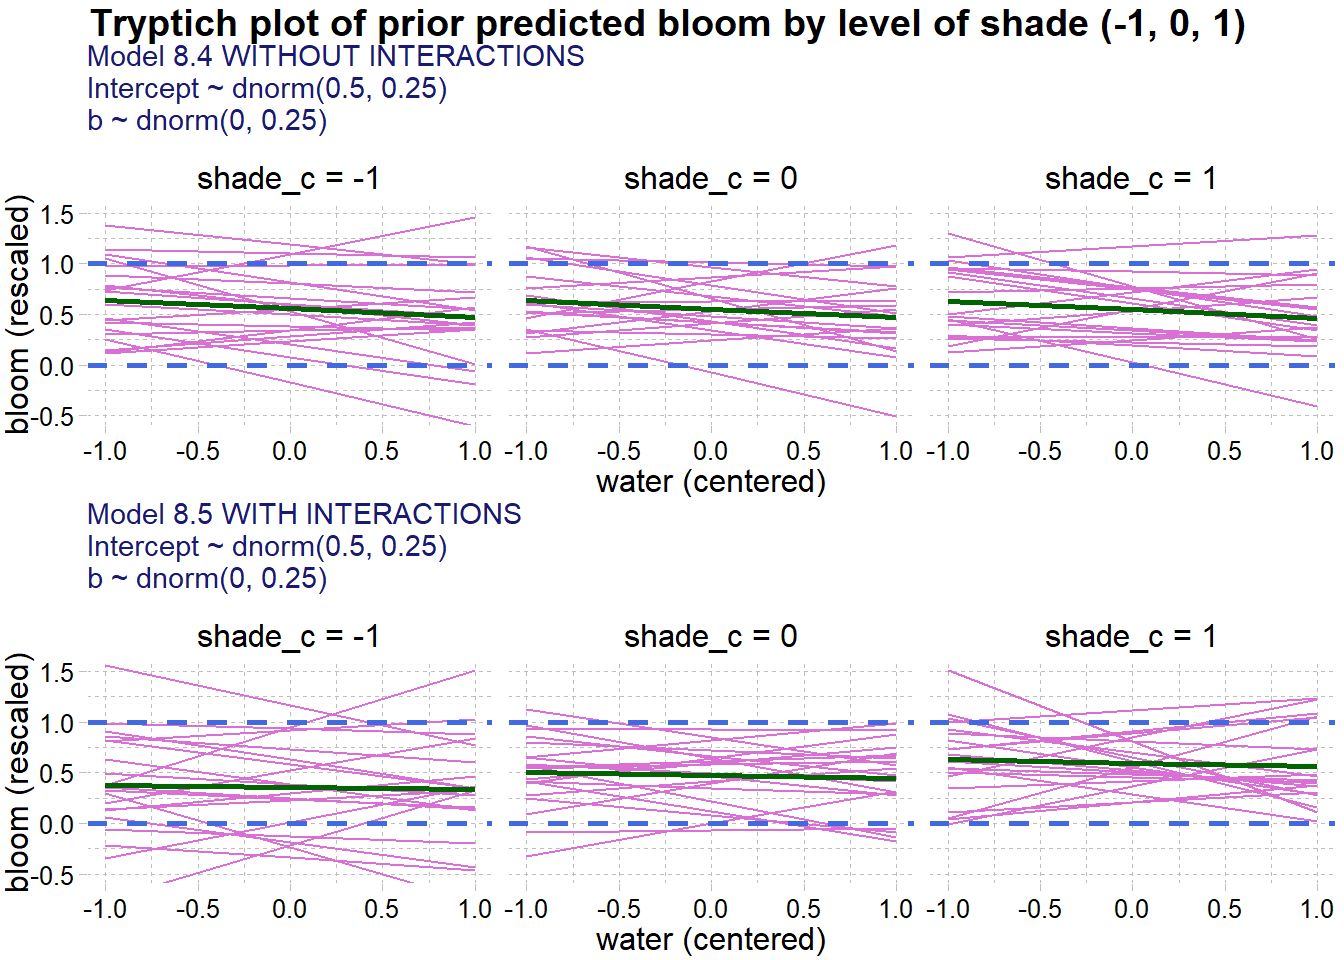 Tryptich plot of prior predicted bloom by level of shade (-1, 0, 1)
Model 8.4 WITHOUT INTERACTIONS
Intercept ~ dnorm(0.5, 0.25)
b ~ dnorm(0, 0.25)
shade_c = -1 shade_c = 0 shade_c = 1
bloom (rescaled)
1.5
1.0
0.5
0.0
-0.5
-1.0 -0.5 0.0 0.5 1.0 -1.0 -0.5 0.0 0.5 1.0 -1.0 -0.5 0.0 0.5 1.0
water (centered)
Model 8.5 WITH INTERACTIONS
Intercept ~ dnorm(0.5, 0.25)
b ~ dnorm(0, 0.25)
shade_c = -1 shade_c = 0 shade_c = 1
bloom (rescaled)
1.5
1.0
0.5
0.0
-0.5
-1.0 -0.5 0.0 0.5 1.0 -1.0 -0.5 0.0 0.5 1.0 -1.0 -0.5 0.0 0.5 1.0
water (centered)